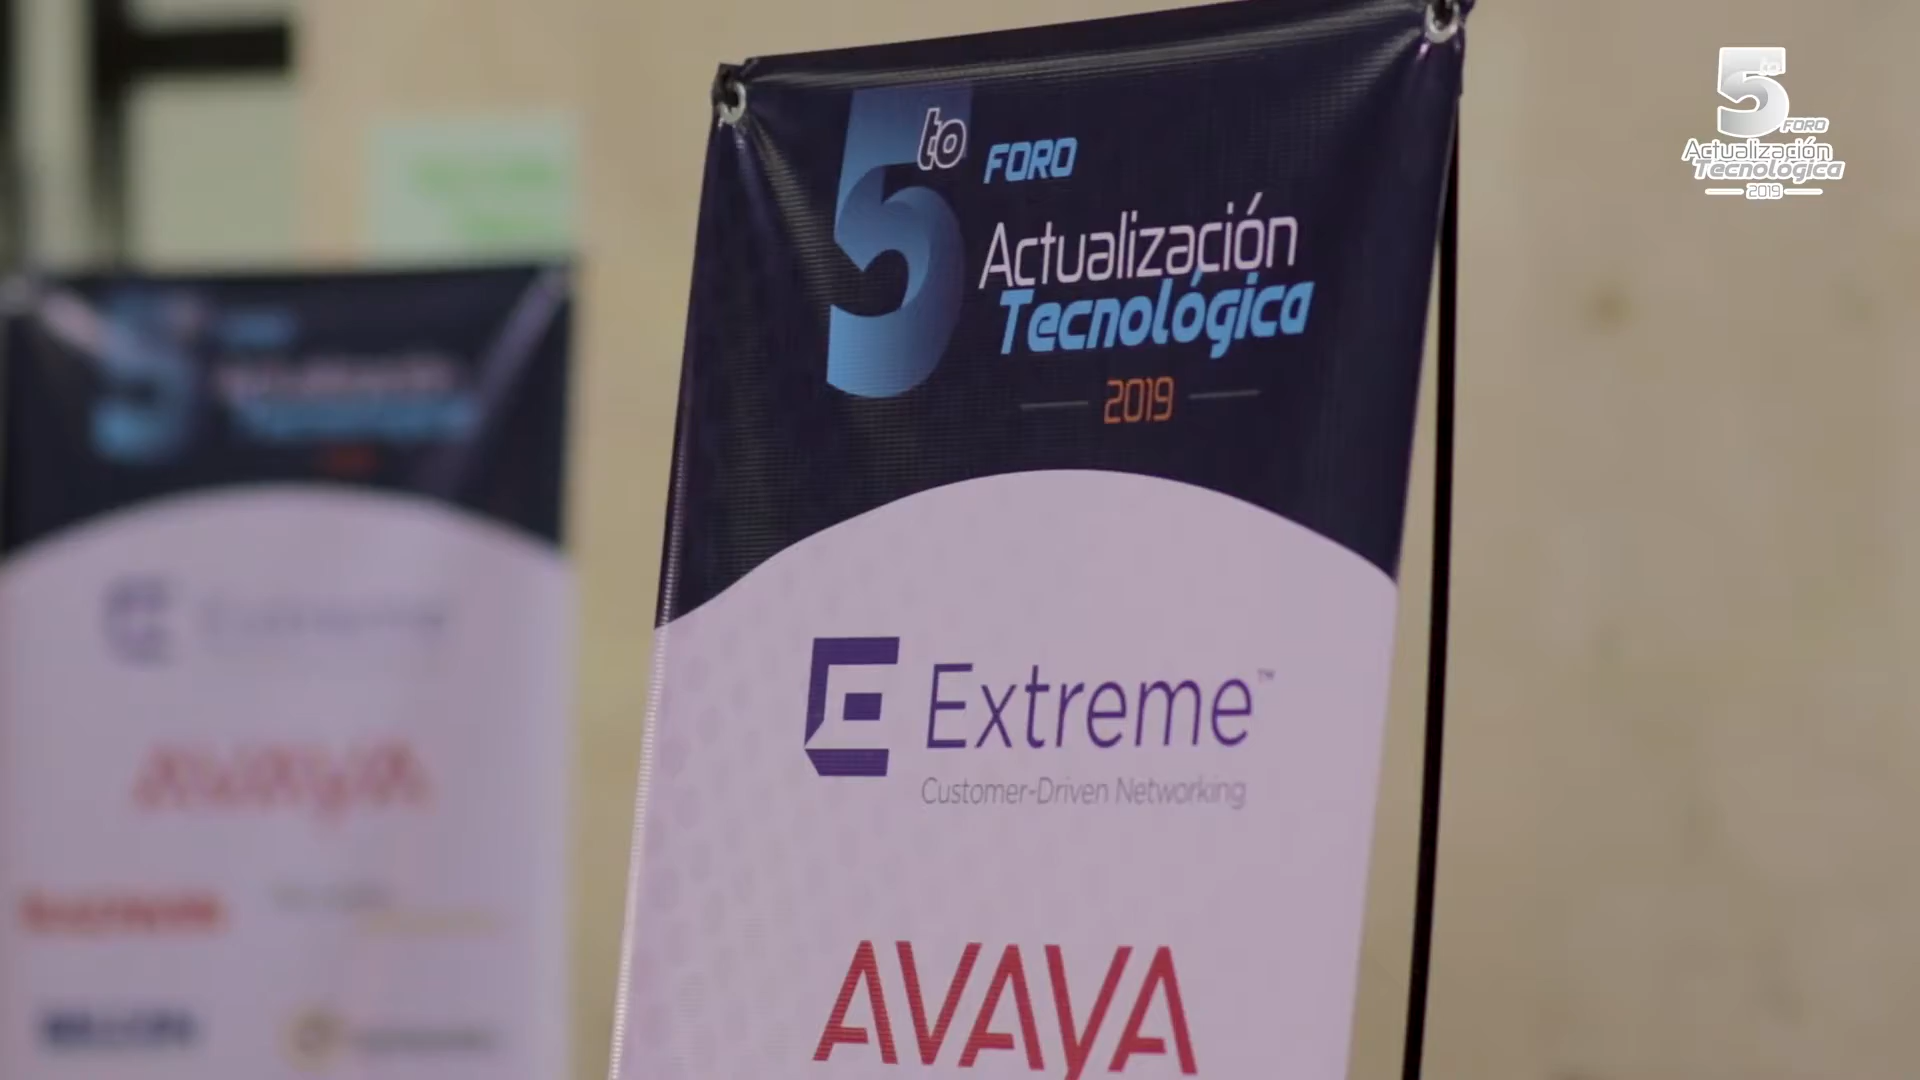 5to FORO
Actualización
Tecnológica
2019
Extreme™
Customer-Driven Networking
AVAYA
5to FORO
Actualización
Tecnológica
2019
AVAYA